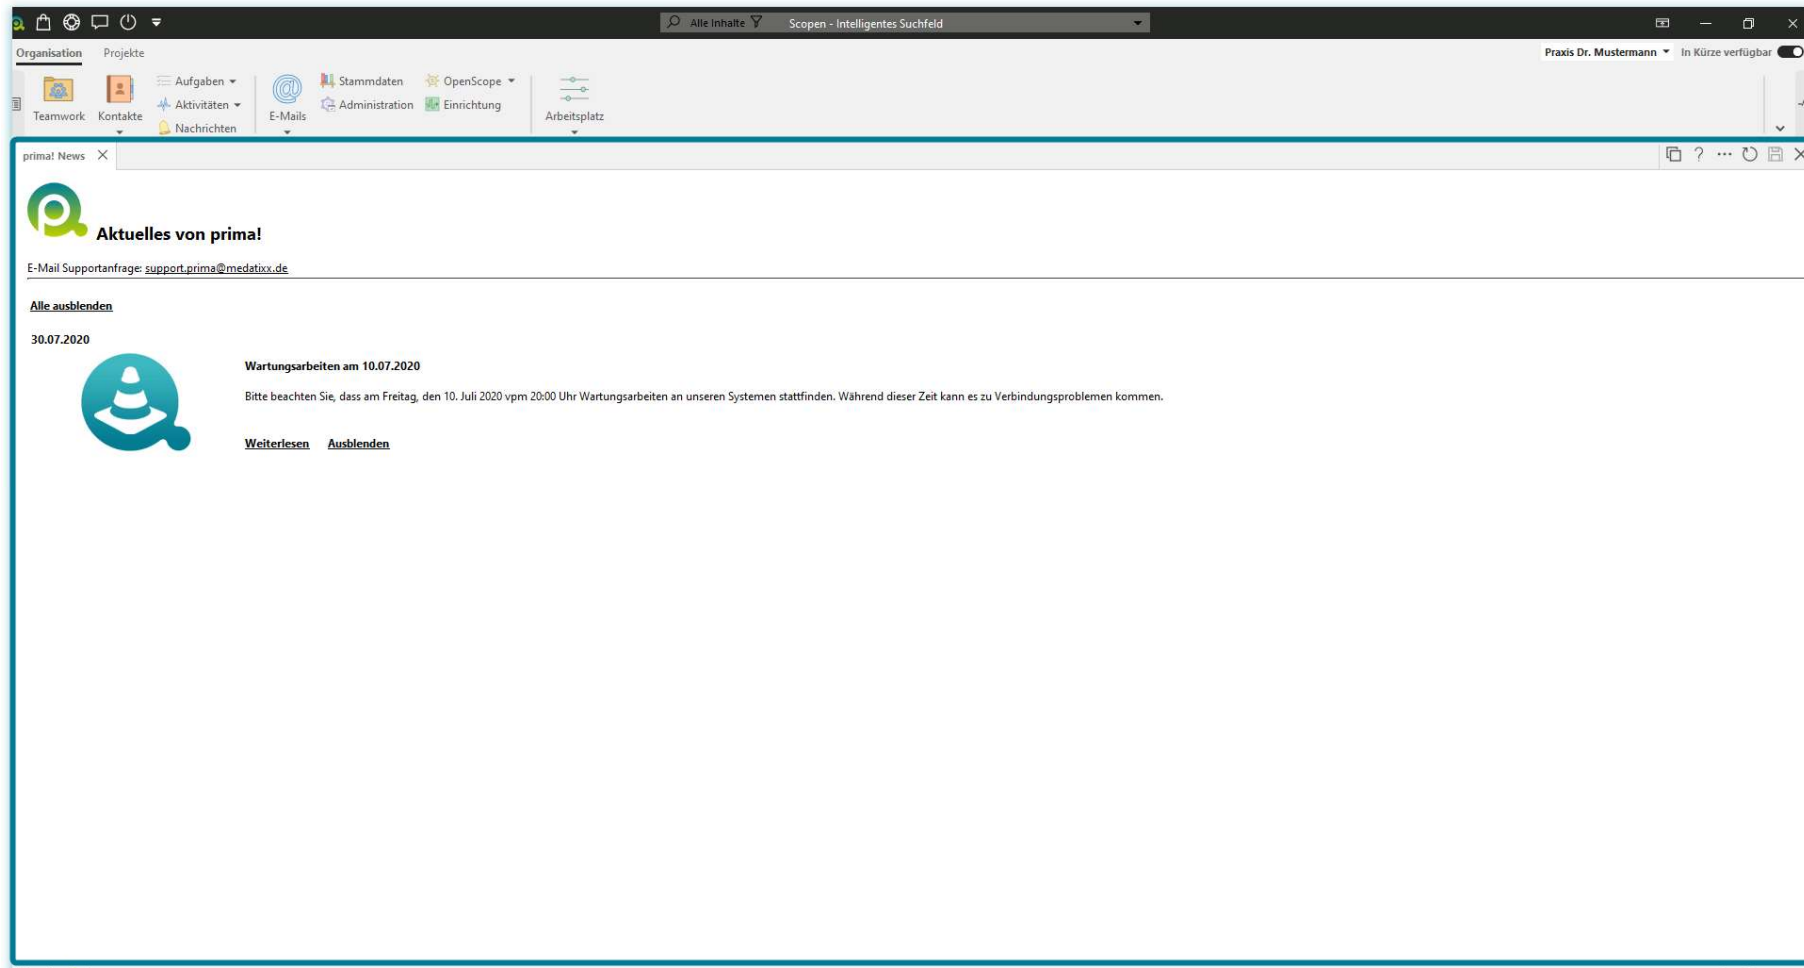 Alle Inhalte Scopen - Intelligentes Suchfeld
Organisation Projekte
Praxis Dr. Mustermann In Kürze verfügbar
Teamwork
Kontakte
Aufgaben
Aktivitäten
Nachrichten
E-Mails
Stammdaten
Administration
OpenScope
Einrichtung
Arbeitsplatz
prima! News
Aktuelles von prima!
E-Mail Supportanfrage: support.prima@medatixx.de
Alle ausblenden
30.07.2020
Wartungsarbeiten am 10.07.2020
Bitte beachten Sie, dass am Freitag, den 10. Juli 2020 vpm 20:00 Uhr Wartungsarbeiten an unseren Systemen stattfinden. Während dieser Zeit kann es zu Verbindungsproblemen kommen.
Weiterlesen Ausblenden